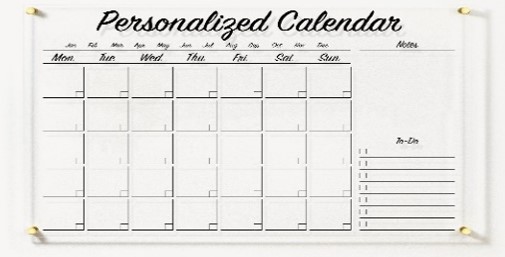 Personalized Calendar
Jan Feb Mar Apr May Jun Jul Aug Sep Oct Nov Dec
Notes
Mon. Tue. Wed. Thu. Fri. Sat. Sun.
To-Do